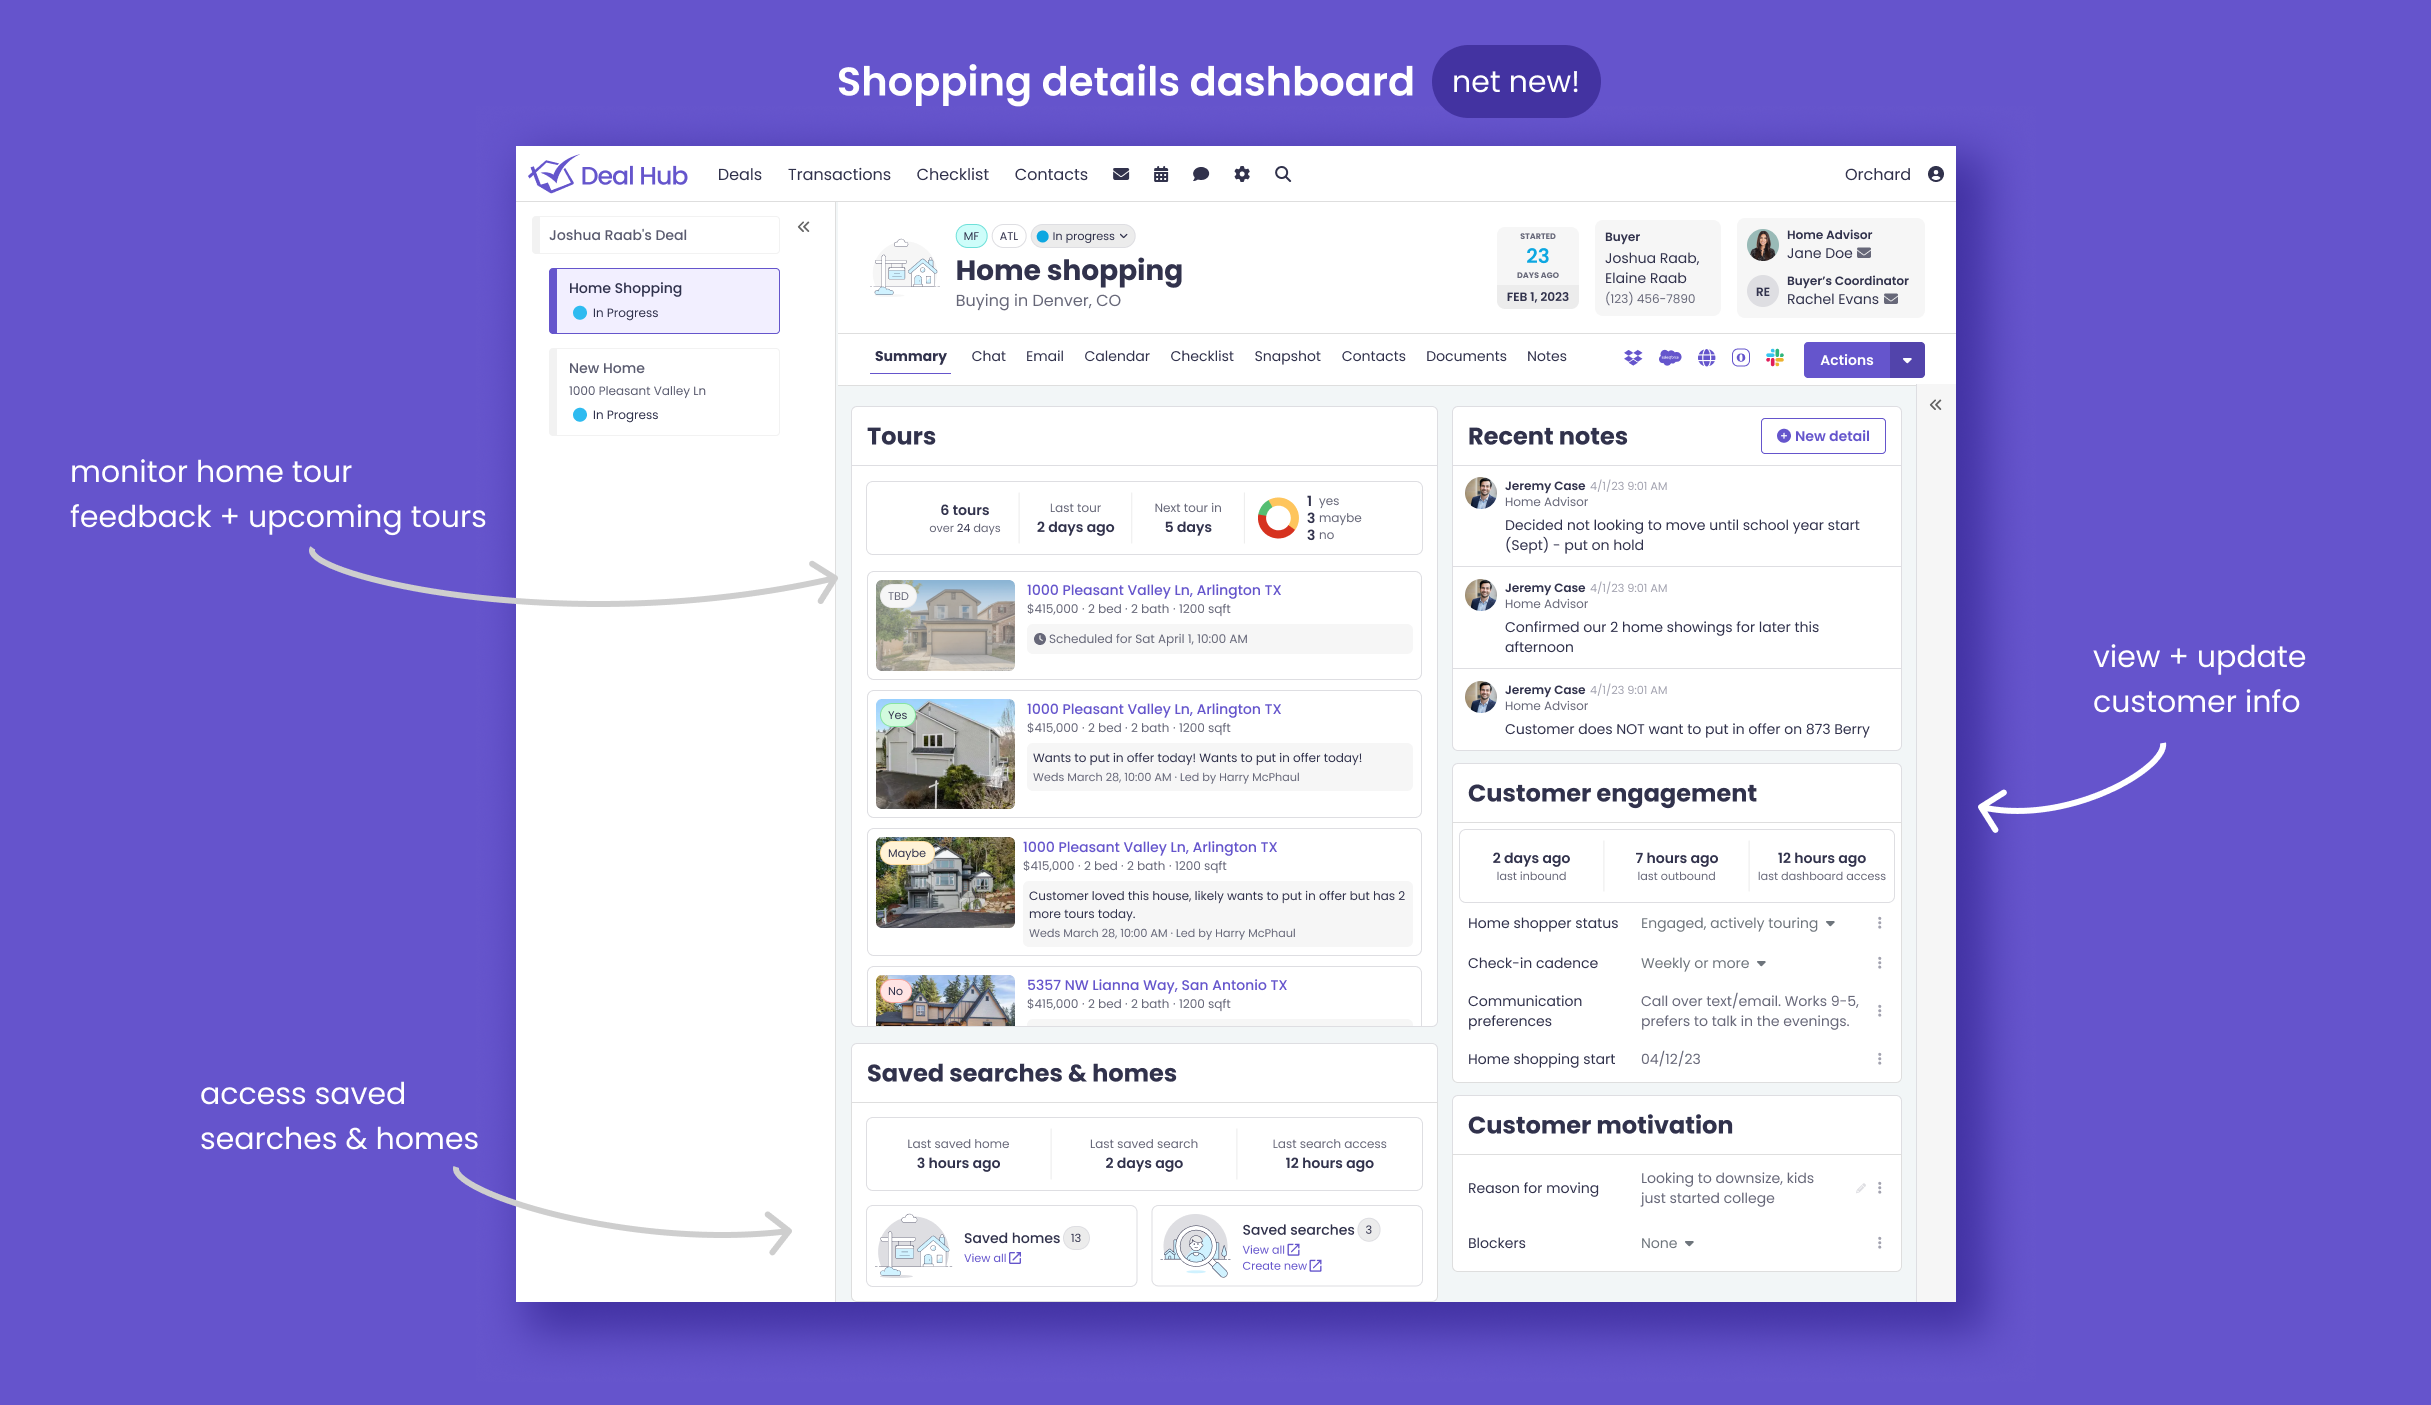 Shopping details dashboard
net new!
Deal Hub
Deals
Transactions
Checklist
Contacts
Orchard
Joshua Raab's Deal
Home Shopping
In Progress
New Home
1000 Pleasant Valley Ln
In Progress
MF
ATL
In progress
Home shopping
Buying in Denver, CO
STARTED
23
DAYS AGO
FEB 1, 2023
Buyer
Joshua Raab,
Elaine Raab
(123) 456-7890
Home Advisor
Jane Doe
RE
Buyer's Coordinator
Rachel Evans
Summary
Chat
Email
Calendar
Checklist
Snapshot
Contacts
Documents
Notes
Actions
monitor home tour
feedback + upcoming tours
Tours
6 tours
over 24 days
Last tour
2 days ago
Next tour in
5 days
1 yes
3 maybe
3 no
TBD
1000 Pleasant Valley Ln, Arlington TX
$415,000 · 2 bed · 2 bath · 1200 sqft
Scheduled for Sat April 1, 10:00 AM
Yes
1000 Pleasant Valley Ln, Arlington TX
$415,000 · 2 bed · 2 bath · 1200 sqft
Wants to put in offer today! Wants to put in offer today!
Weds March 28, 10:00 AM · Led by Harry McPhaul
Maybe
1000 Pleasant Valley Ln, Arlington TX
$415,000 · 2 bed · 2 bath · 1200 sqft
Customer loved this house, likely wants to put in offer but has 2
more tours today.
Weds March 28, 10:00 AM · Led by Harry McPhaul
No
5357 NW Lianna Way, San Antonio TX
$415,000 · 2 bed · 2 bath · 1200 sqft
Recent notes
New detail
Jeremy Case 4/1/23 9:01 AM
Home Advisor
Decided not looking to move until school year start
(Sept) - put on hold
Jeremy Case 4/1/23 9:01 AM
Home Advisor
Confirmed our 2 home showings for later this
afternoon
Jeremy Case 4/1/23 9:01 AM
Home Advisor
Customer does NOT want to put in offer on 873 Berry
view + update
customer info
Customer engagement
2 days ago
last inbound
7 hours ago
last outbound
12 hours ago
last dashboard access
Home shopper status
Engaged, actively touring
Check-in cadence
Weekly or more
Communication
preferences
Call over text/email. Works 9-5,
prefers to talk in the evenings.
Home shopping start
04/12/23
access saved
searches & homes
Saved searches & homes
Last saved home
3 hours ago
Last saved search
2 days ago
Last search access
12 hours ago
Saved homes 13
View all
Saved searches 3
View all
Create new
Customer motivation
Reason for moving
Looking to downsize, kids
just started college
Blockers
None